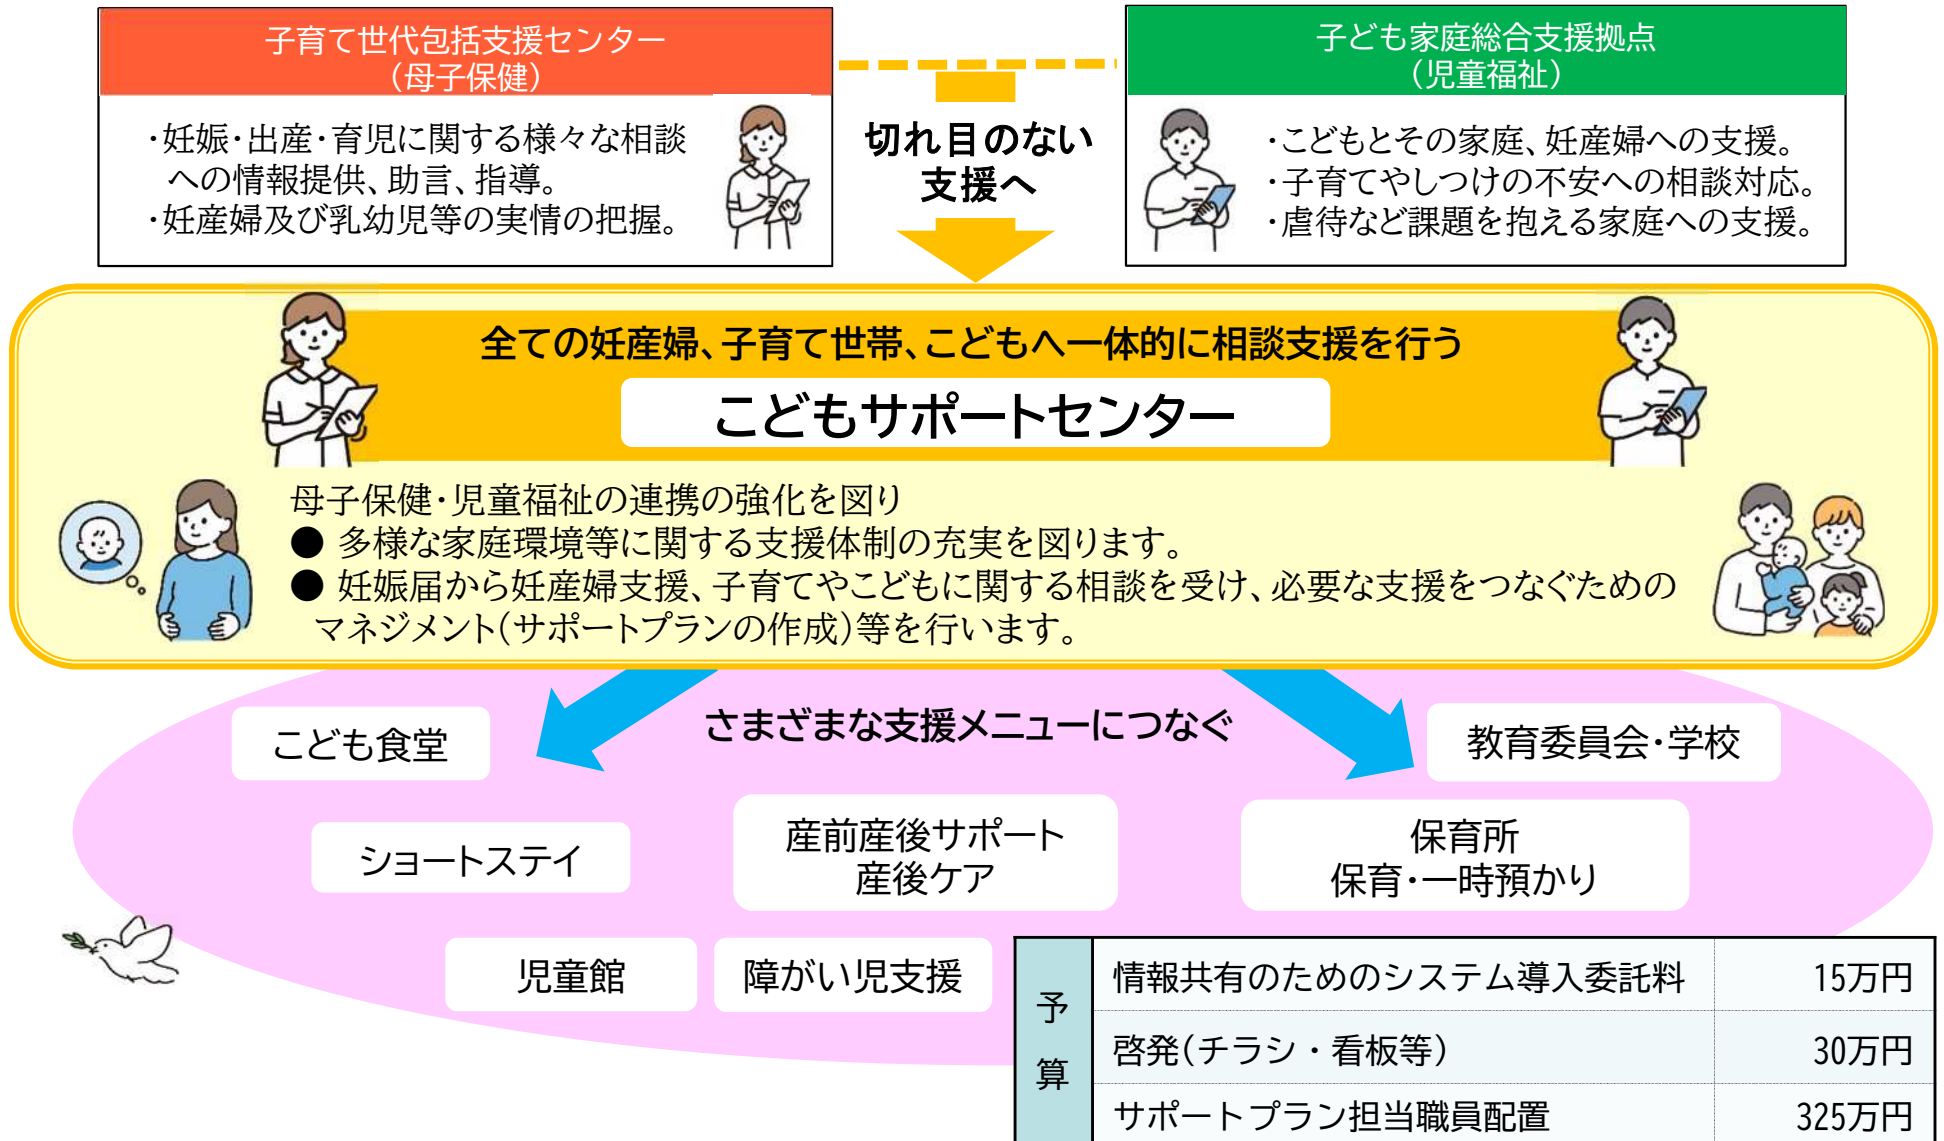 子育て世代包括支援センター
（母子保健）
・妊娠・出産・育児に関する様々な相談
への情報提供、助言、指導。
・妊産婦及び乳幼児等の実情の把握。
切れ目のない
支援へ
子ども家庭総合支援拠点
（児童福祉）
・こどもとその家庭、妊産婦への支援。
・子育てやしつけの不安への相談対応。
・虐待など課題を抱える家庭への支援。
全ての妊産婦、子育て世帯、こどもへ一体的に相談支援を行う
こどもサポートセンター
母子保健・児童福祉の連携の強化を図り
● 多様な家庭環境等に関する支援体制の充実を図ります。
● 妊娠届から妊産婦支援、子育てやこどもに関する相談を受け、必要な支援をつなぐための
マネジメント（サポートプランの作成）等を行います。
さまざまな支援メニューにつなぐ
こども食堂
教育委員会・学校
ショートステイ
産前産後サポート
産後ケア
保育所
保育・一時預かり
児童館
障がい児支援
予算
情報共有のためのシステム導入委託料 15万円
啓発（チラシ・看板等） 30万円
サポートプラン担当職員配置 325万円